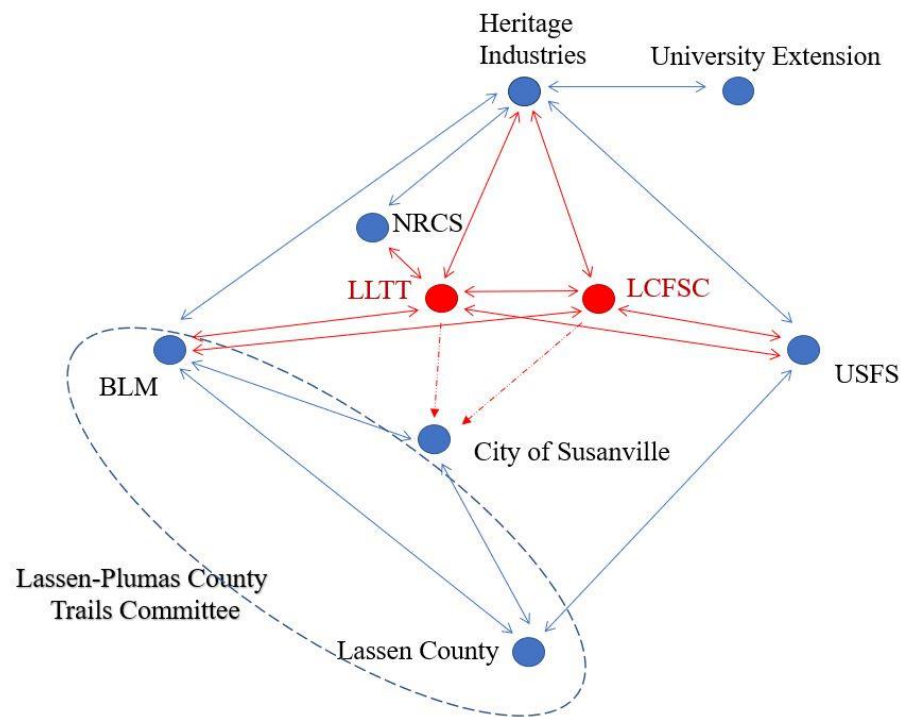 Heritage
Industries
University Extension
NRCS
LLTT
LCFSC
BLM
USFS
City of Susanville
Lassen-Plumas County
Trails Committee
Lassen County